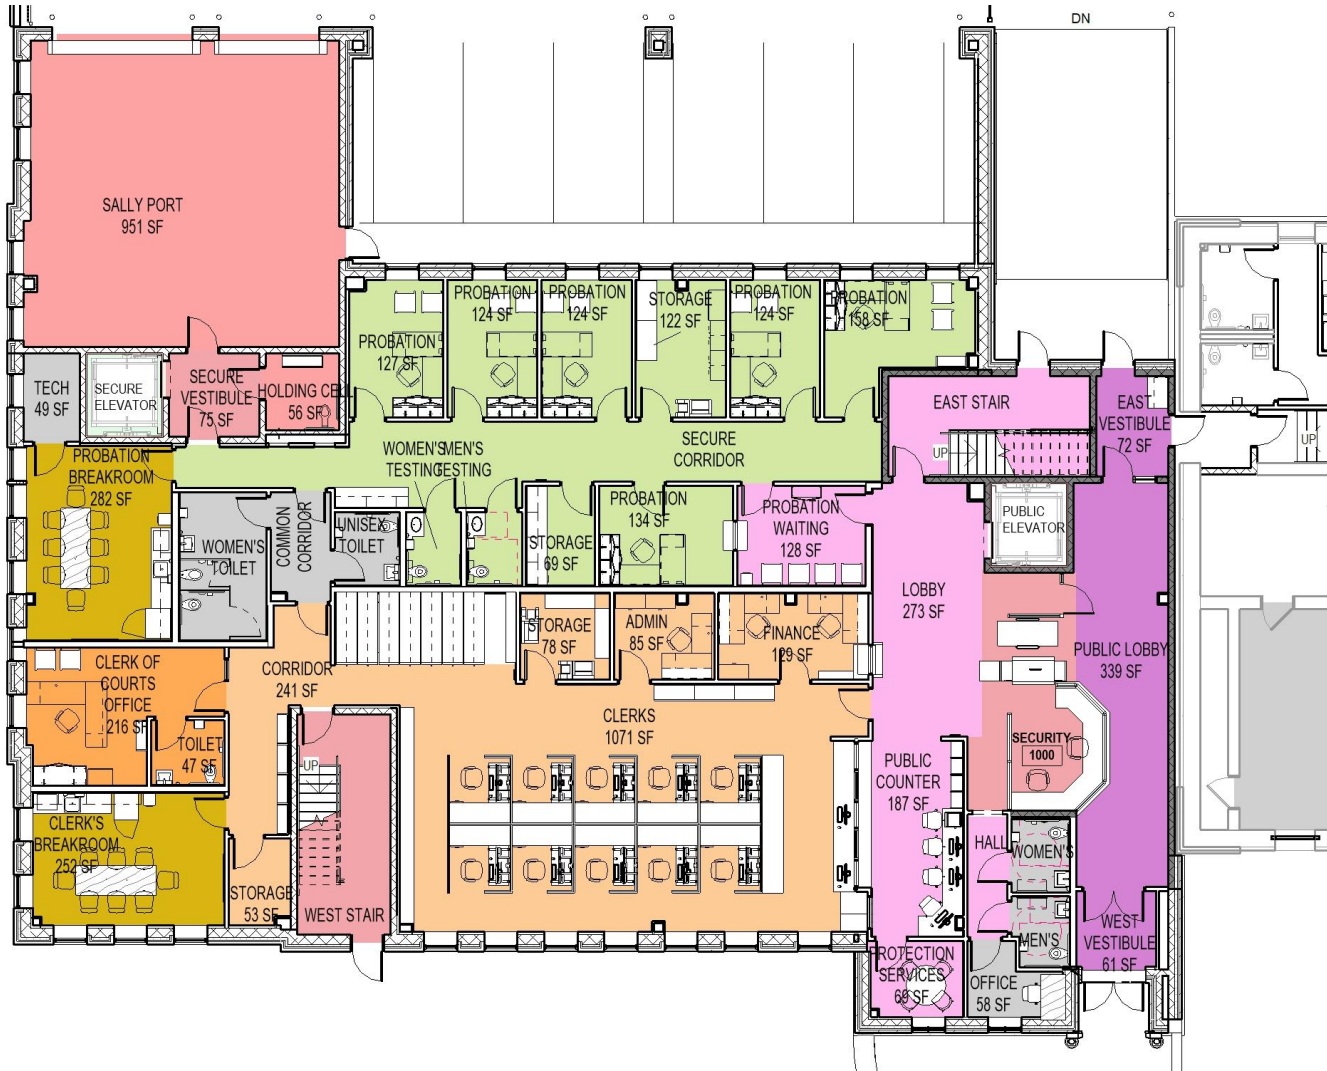 DN
SALLY PORT
951 SF
PROBATION
124 SF
PROBATION
124 SF
STORAGE
122 SF
PROBATION
124 SF
PROBATION
158 SF
PROBATION
127 SF
TECH
49 SF
SECURE
ELEVATOR
SECURE
VESTIBULE
75 SF
HOLDING CELL
56 SF
EAST STAIR
UP
EAST
VESTIBULE
72 SF
UP
PROBATION
BREAKROOM
282 SF
WOMEN'S
TESTING
MEN'S
TESTING
SECURE
CORRIDOR
WOMEN'S
TOILET
COMMON
CORRIDOR
UNISEX
TOILET
STORAGE
69 SF
PROBATION
134 SF
PROBATION
WAITING
128 SF
PUBLIC
ELEVATOR
LOBBY
273 SF
STORAGE
78 SF
ADMIN
85 SF
FINANCE
129 SF
PUBLIC LOBBY
339 SF
CLERK OF
COURTS
OFFICE
216 SF
TOILET
47 SF
CORRIDOR
241 SF
CLERKS
1071 SF
UP
SECURITY
1000
PUBLIC
COUNTER
187 SF
CLERK'S
BREAKROOM
252 SF
STORAGE
53 SF
WEST STAIR
HALL
WOMEN'S
MEN'S
WEST
VESTIBULE
61 SF
PROTECTION
SERVICES
69 SF
OFFICE
58 SF